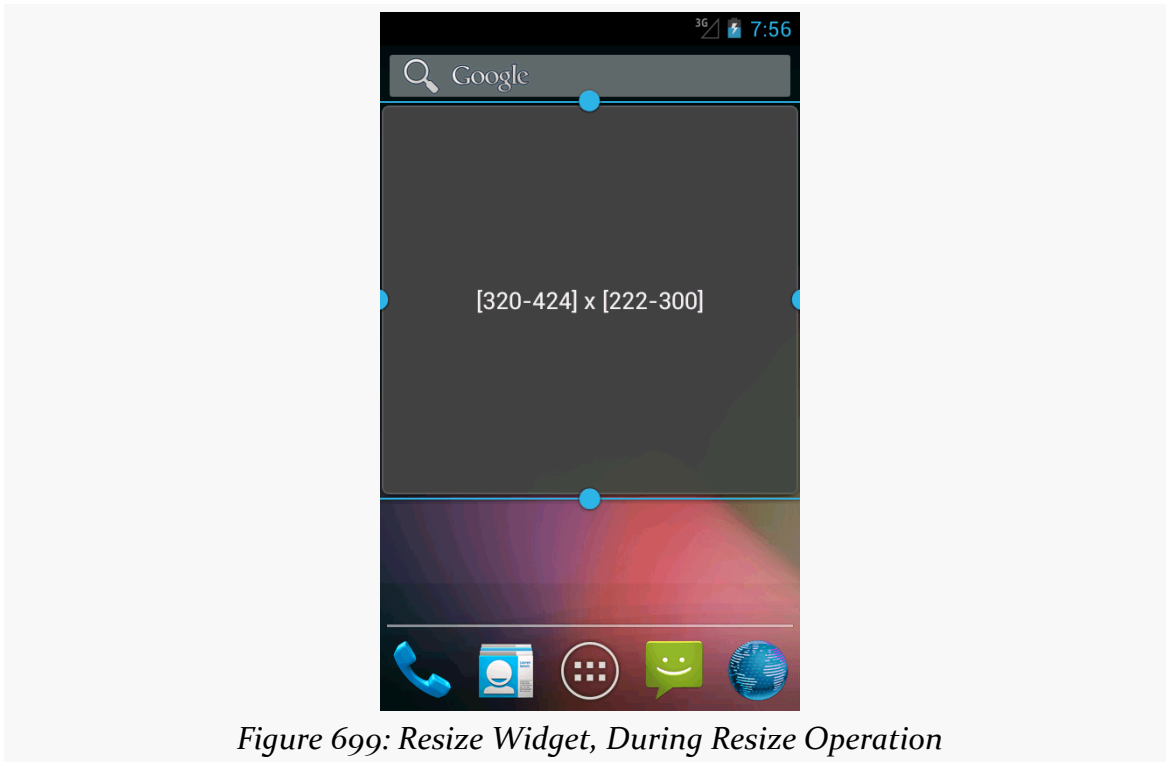 3G 7:56
Google
[320-424] x [222-300]
Figure 699: Resize Widget, During Resize Operation